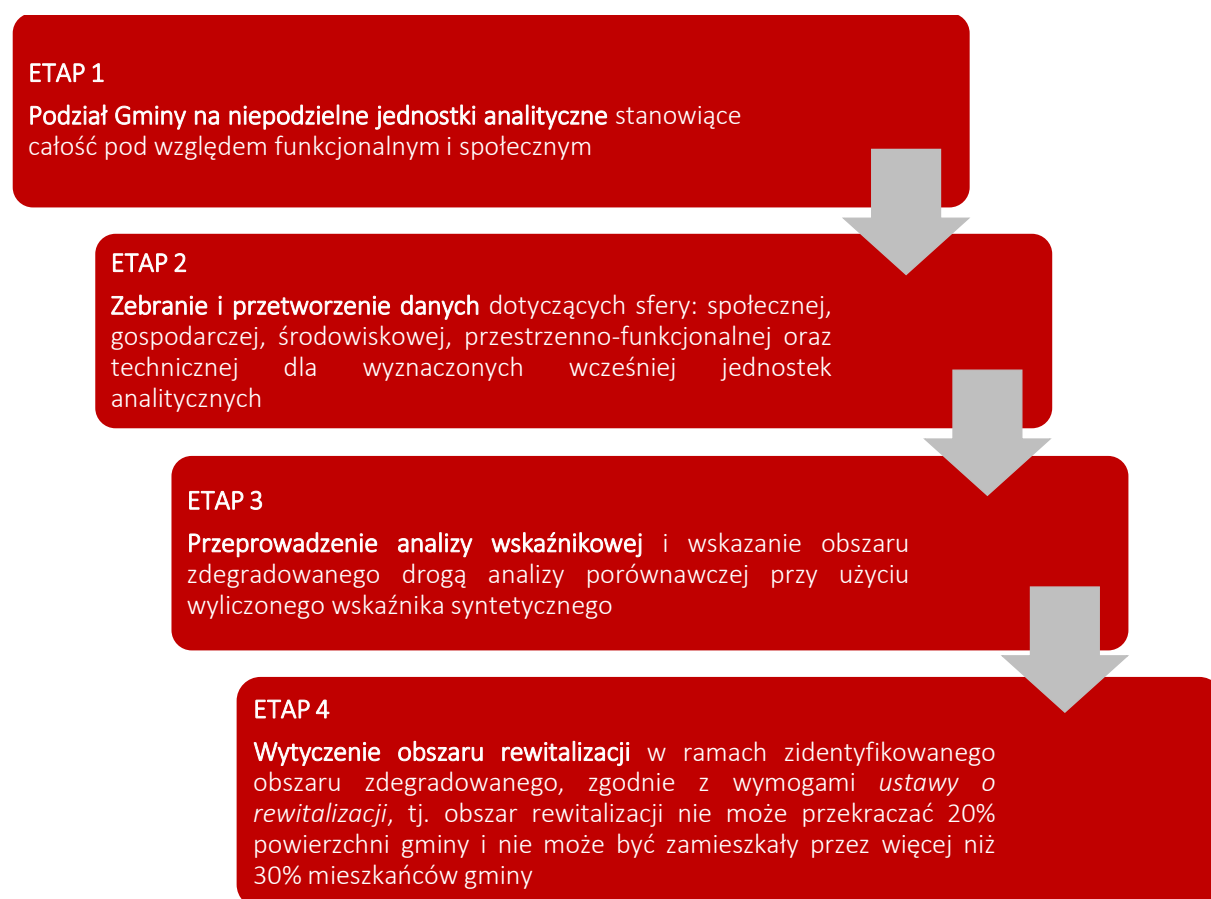 ETAP 1
Podział Gminy na niepodzielne jednostki analityczne stanowiące
całość pod względem funkcjonalnym i społecznym
ETAP 2
Zebranie i przetworzenie danych dotyczących sfery: społecznej,
gospodarczej, środowiskowej, przestrzenno-funkcjonalnej oraz
technicznej dla wyznaczonych wcześniej jednostek
analitycznych
ETAP 3
Przeprowadzenie analizy wskaźnikowej i wskazanie obszaru
zdegradowanego drogą analizy porównawczej przy użyciu
wyliczonego wskaźnika syntetycznego
ETAP 4
Wytyczenie obszaru rewitalizacji w ramach zidentyfikowanego
obszaru zdegradowanego, zgodnie z wymogami ustawy o
rewitalizacji, tj. obszar rewitalizacji nie może przekraczać 20%
powierzchni gminy i nie może być zamieszkały przez więcej niż
30% mieszkańców gminy